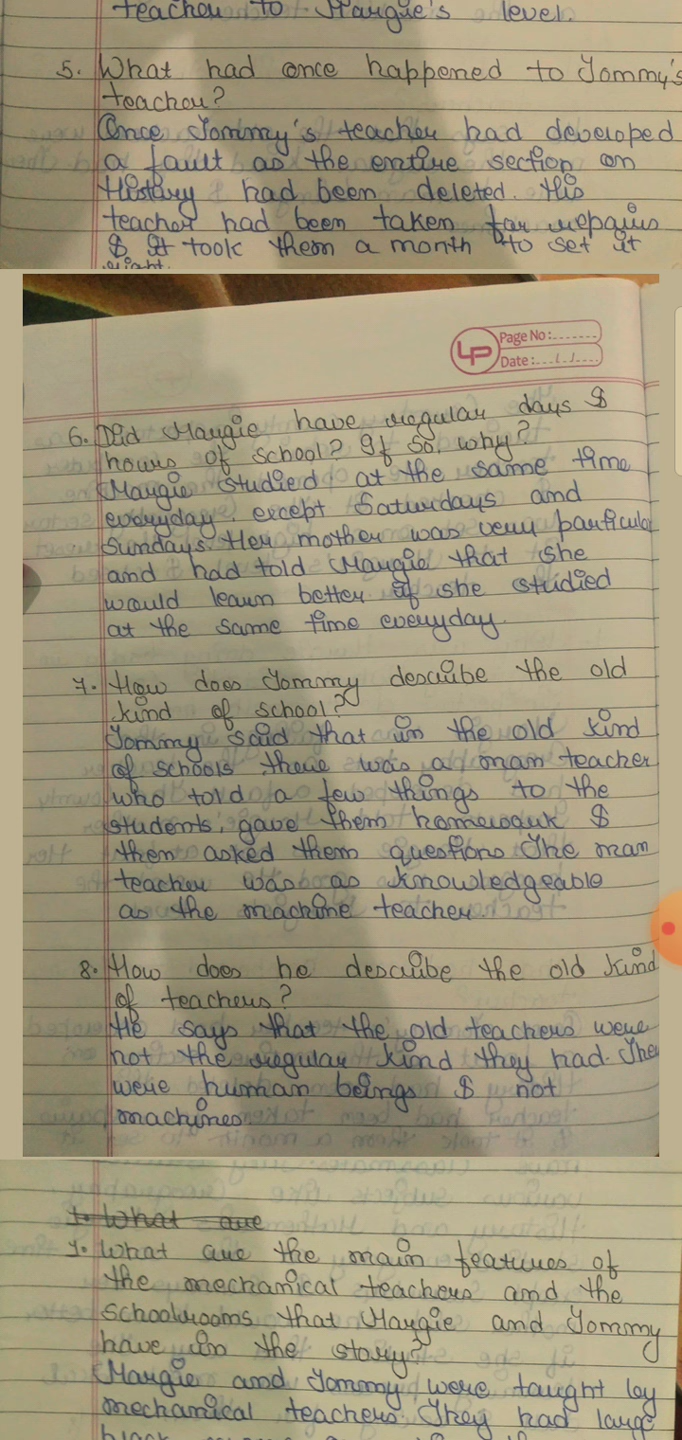 teacher to Margie's level.
5. What had once happened to Tommy's
teacher?
Once Tommy's teacher had developed
a fault as the entire section on
History had been deleted. His
teacher had been taken for repairs
& It took them a month to set it
right.
LP
Page No:.......
Date:..../..../....
6. Did Margie have regular days &
hours of school? If so, why?
Margie studied at the same time
everyday, except Saturdays and
Sundays. Her mother was very particular
and had told Margie that she
would learn better if she studied
at the same time everyday.
7. How does Tommy describe the old
kind of school?
Tommy said that in the old kind
of schools there was a man teacher
who told a few things to the
students, gave them homework &
then asked them questions. The man
teacher was as knowledgeable
as the machine teacher
8. How does he describe the old kind
of teachers?
He says that the old teachers were
not the regular kind they had. The
were human beings & not
machines
1. What are
1. What are the main features of
the mechanical teachers and the
schoolrooms that Margie and Tommy
have in the story?
Margie and Tommy were taught by
mechanical teachers. They had large
black